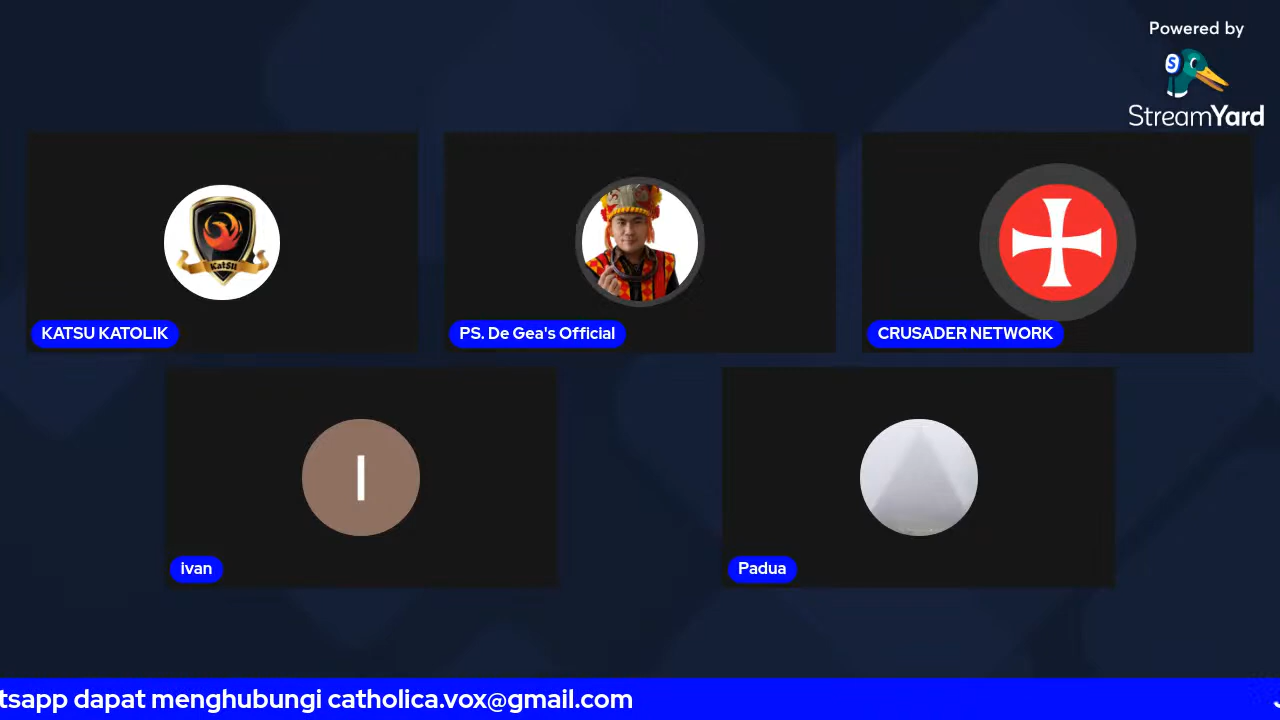 Powered by
S
StreamYard
KatSU
KATSU KATOLIK
PS. De Gea's Official
CRUSADER NETWORK
I
ivan
Padua
tsapp dapat menghubungi catholica.vox@gmail.com